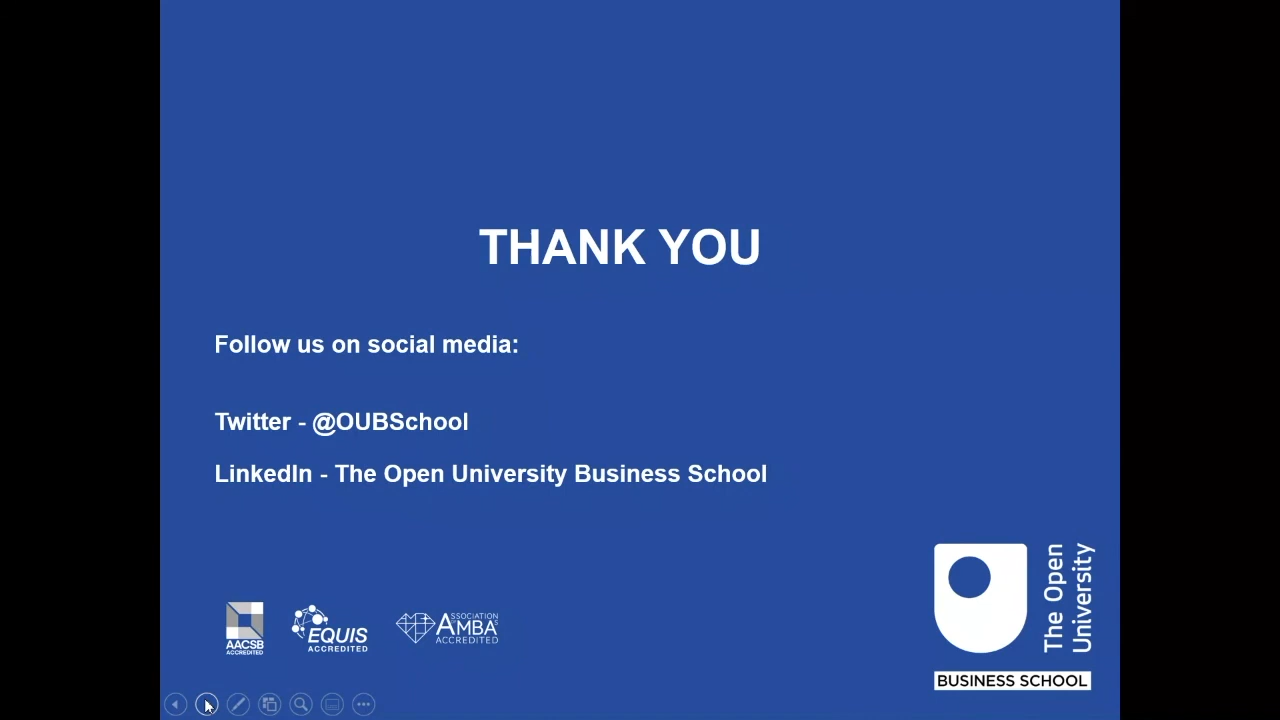 THANK YOU
Follow us on social media:
Twitter - @OUBSchool
LinkedIn - The Open University Business School
AACSB
ACCREDITED
EQUIS
ACCREDITED
ASSOCIATION
AMBA'S
ACCREDITED
The Open
University
BUSINESS SCHOOL